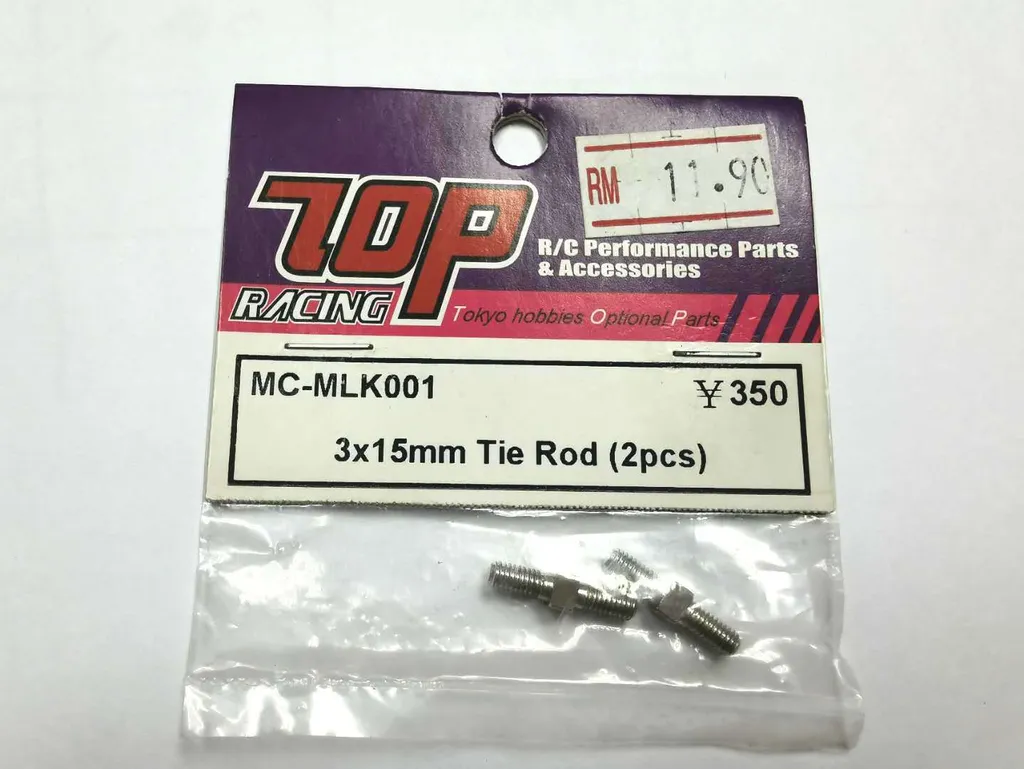 RM 11.90
TOP
RACING
R/C Performance Parts
& Accessories
Tokyo hobbies Optional Parts
MC-MLK001 ¥350
3x15mm Tie Rod (2pcs)